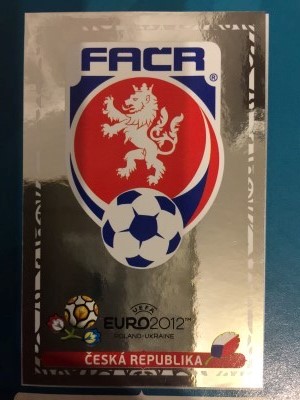 FAČR
®
UEFA
EURO2012™
POLAND-UKRAINE
ČESKÁ REPUBLIKA